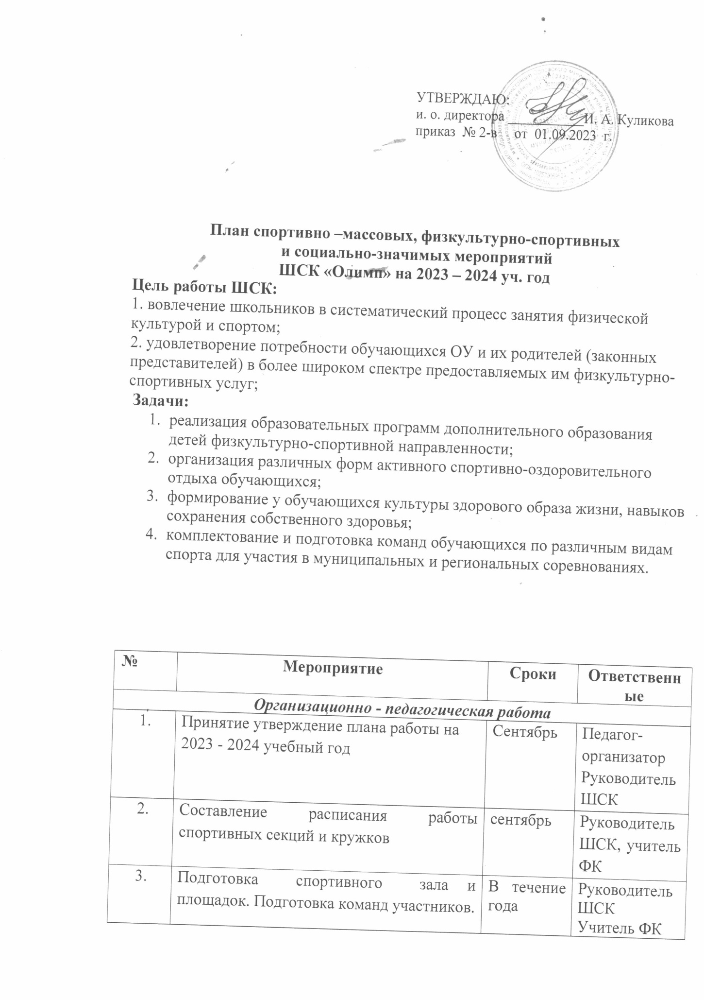 УТВЕРЖДАЮ:
и. о. директора ___________И. А. Куликова
приказ № 2-в от 01.09.2023 г.
План спортивно –массовых, физкультурно-спортивных
и социально-значимых мероприятий
ШСК «Олимп» на 2023 – 2024 уч. год
Цель работы ШСК:
1. вовлечение школьников в систематический процесс занятия физической
культурой и спортом;
2. удовлетворение потребности обучающихся ОУ и их родителей (законных
представителей) в более широком спектре предоставляемых им физкультурно-
спортивных услуг;
Задачи:
1. реализация образовательных программ дополнительного образования
детей физкультурно-спортивной направленности;
2. организация различных форм активного спортивно-оздоровительного
отдыха обучающихся;
3. формирование у обучающихся культуры здорового образа жизни, навыков
сохранения собственного здоровья;
4. комплектование и подготовка команд обучающихся по различным видам
спорта для участия в муниципальных и региональных соревнованиях.
№ Мероприятие Сроки Ответственн
ые
Организационно - педагогическая работа
1. Принятие утверждение плана работы на Сентябрь Педагог-
2023 - 2024 учебный год организатор
Руководитель
ШСК
2. Составление расписания работы сентябрь Руководитель
спортивных секций и кружков ШСК, учитель
ФК
3. Подготовка спортивного зала и В течение Руководитель
площадок. Подготовка команд участников. года ШСК
Учитель ФК